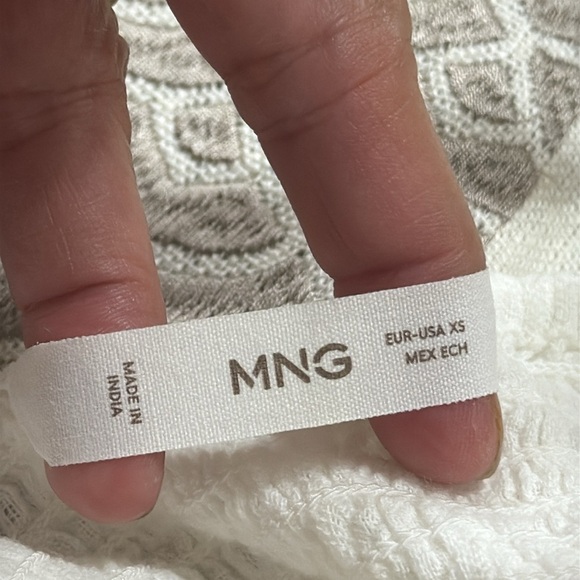 MADE IN
INDIA
MNG
EUR-USA XS
MEX ECH